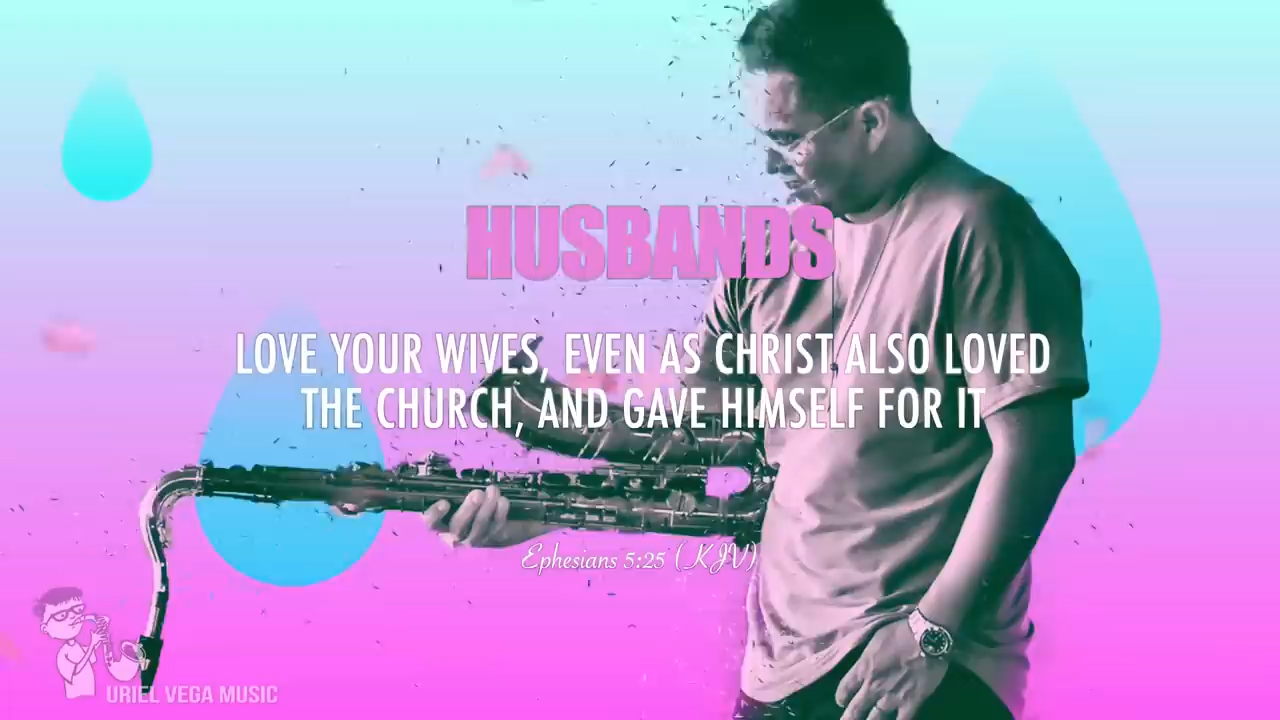 HUSBANDS
LOVE YOUR WIVES, EVEN AS CHRIST ALSO LOVED
THE CHURCH, AND GAVE HIMSELF FOR IT
Ephesians 5:25 (KJV)
URIEL VEGA MUSIC